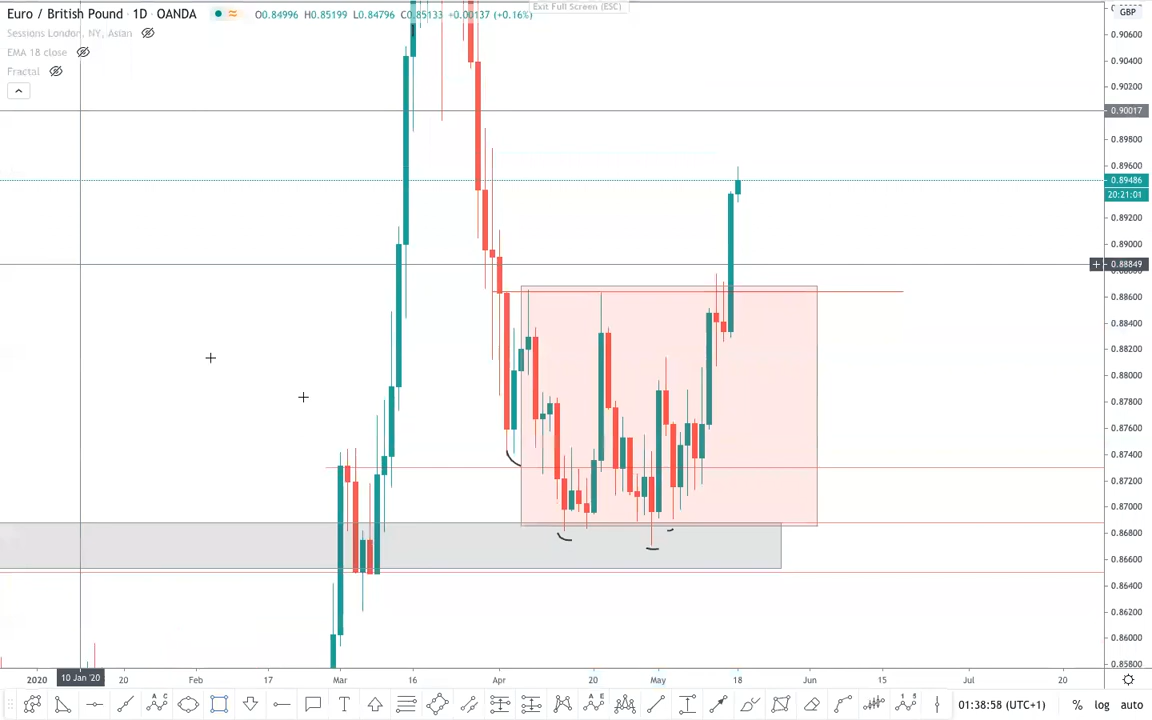 Euro / British Pound · 1D · OANDA
O0.84996 H0.85199 L0.84796 C0.85133 +0.00137 (+0.16%)
Exit Full Screen (ESC)
GBP
Sessions London, NY, Asian
EMA 18 close
Fractal
0.90600
0.90400
0.90200
0.90017
0.89800
0.89600
0.89486
20:21:01
0.89200
0.89000
0.88849
0.88600
0.88400
0.88200
0.88000
0.87800
0.87600
0.87400
0.87200
0.87000
0.86800
0.86600
0.86400
0.86200
0.86000
0.85800
2020
10 Jan '20
20
Feb
17
Mar
16
Apr
20
May
18
Jun
15
Jul
20
01:38:58 (UTC+1)
%
log
auto